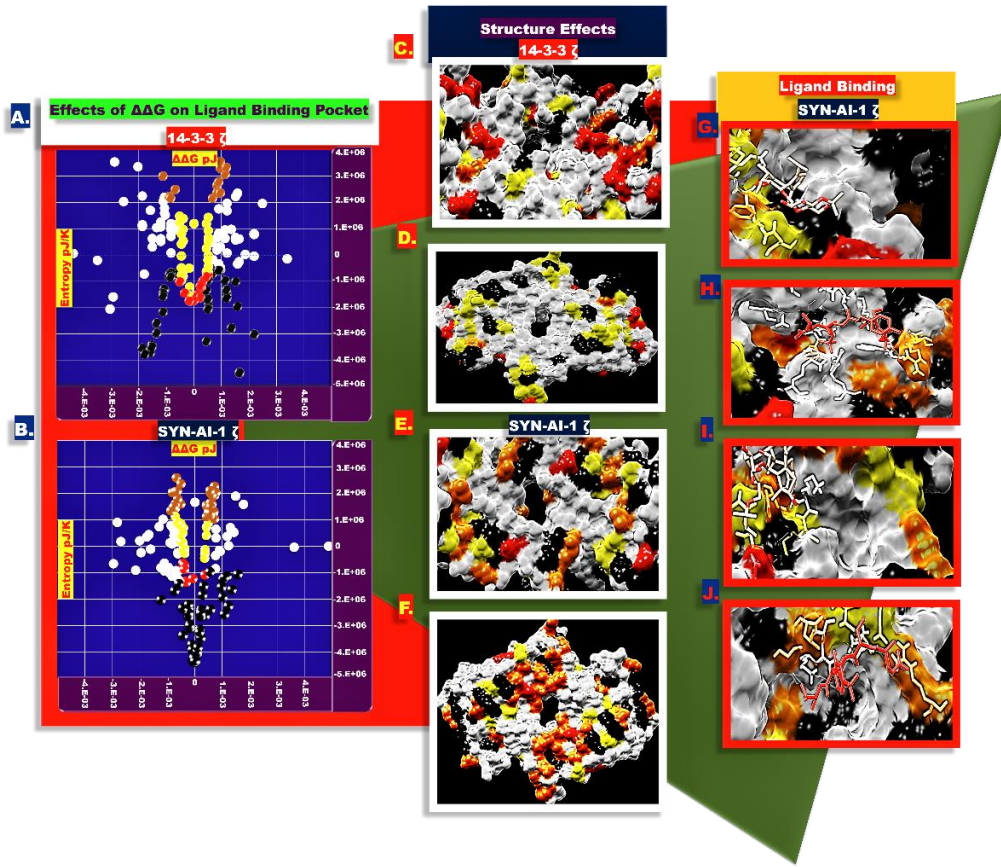 Structure Effects
C.
14-3-3 ζ
Effects of ΔΔG on Ligand Binding Pocket
A.
14-3-3 ζ
ΔΔG pJ
4.E+06
3.E+06
2.E+06
1.E+06
0
-1.E+06
-2.E+06
-3.E+06
-4.E+06
-5.E+06
Entropy pJ/K
-4.E-03
-3.E-03
-2.E-03
-1.E-03
0
1.E-03
2.E-03
3.E-03
4.E-03
B.
SYN-AI-1 ζ
ΔΔG pJ
4.E+06
3.E+06
2.E+06
1.E+06
0
-1.E+06
-2.E+06
-3.E+06
-4.E+06
-5.E+06
Entropy pJ/K
-4.E-03
-3.E-03
-2.E-03
-1.E-03
0
1.E-03
2.E-03
3.E-03
4.E-03
D.
E.
SYN-AI-1 ζ
F.
Ligand Binding
SYN-AI-1 ζ
G.
H.
I.
J.